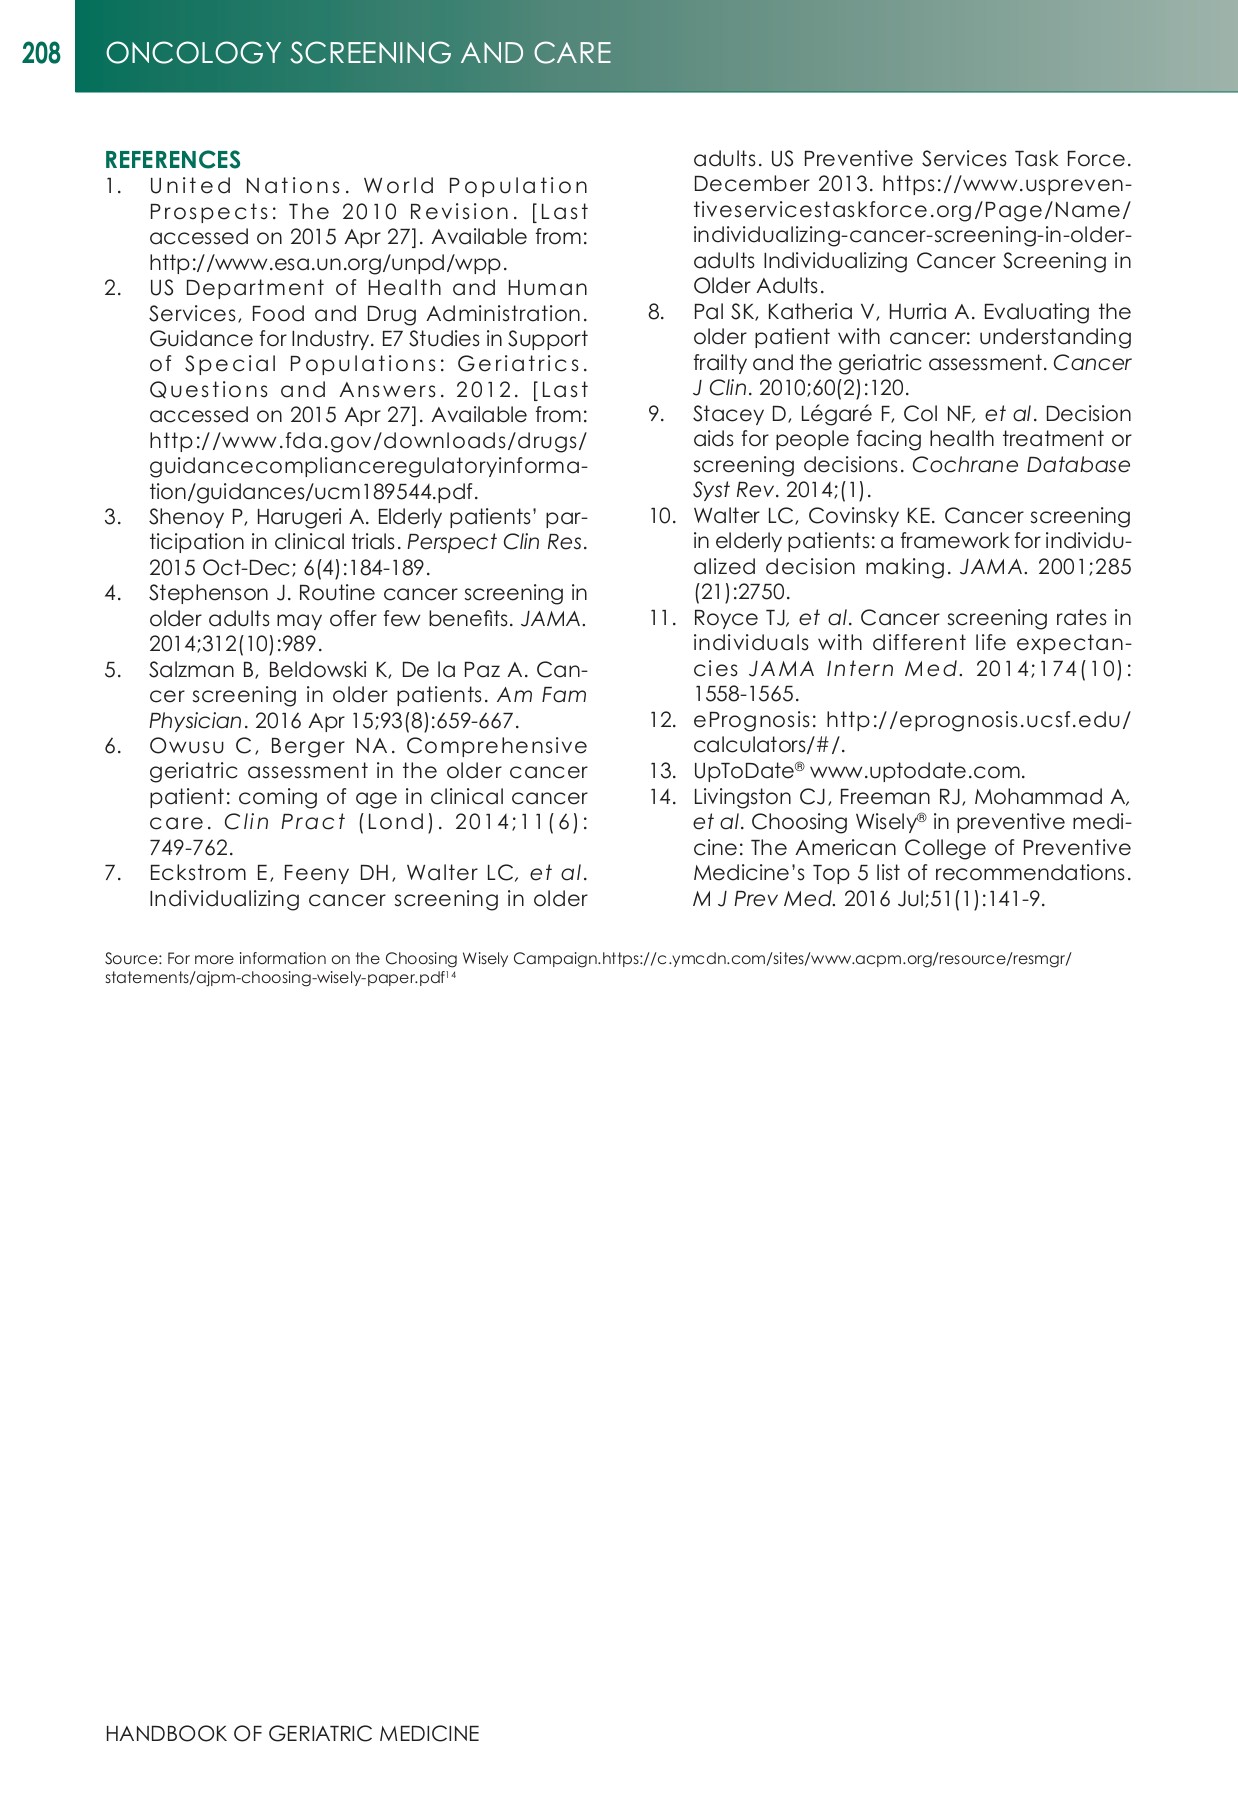 208
ONCOLOGY SCREENING AND CARE
REFERENCES
1. United Nations. World Population
Prospects: The 2010 Revision. [Last
accessed on 2015 Apr 27]. Available from:
http://www.esa.un.org/unpd/wpp.
2. US Department of Health and Human
Services, Food and Drug Administration.
Guidance for Industry. E7 Studies in Support
of Special Populations: Geriatrics.
Questions and Answers. 2012. [Last
accessed on 2015 Apr 27]. Available from:
http://www.fda.gov/downloads/drugs/
guidancecomplianceregulatoryinforma-
tion/guidances/ucm189544.pdf.
3. Shenoy P, Harugeri A. Elderly patients’ par-
ticipation in clinical trials. Perspect Clin Res.
2015 Oct-Dec; 6(4):184-189.
4. Stephenson J. Routine cancer screening in
older adults may offer few benefits. JAMA.
2014;312(10):989.
5. Salzman B, Beldowski K, De la Paz A. Can-
cer screening in older patients. Am Fam
Physician. 2016 Apr 15;93(8):659-667.
6. Owusu C, Berger NA. Comprehensive
geriatric assessment in the older cancer
patient: coming of age in clinical cancer
care. Clin Pract (Lond). 2014;11(6):
749-762.
7. Eckstrom E, Feeny DH, Walter LC, et al.
Individualizing cancer screening in older
adults. US Preventive Services Task Force.
December 2013. https://www.uspreven-
tiveservicestaskforce.org/Page/Name/
individualizing-cancer-screening-in-older-
adults Individualizing Cancer Screening in
Older Adults.
8. Pal SK, Katheria V, Hurria A. Evaluating the
older patient with cancer: understanding
frailty and the geriatric assessment. Cancer
J Clin. 2010;60(2):120.
9. Stacey D, Légaré F, Col NF, et al. Decision
aids for people facing health treatment or
screening decisions. Cochrane Database
Syst Rev. 2014;(1).
10. Walter LC, Covinsky KE. Cancer screening
in elderly patients: a framework for individu-
alized decision making. JAMA. 2001;285
(21):2750.
11. Royce TJ, et al. Cancer screening rates in
individuals with different life expectan-
cies JAMA Intern Med. 2014;174(10):
1558-1565.
12. ePrognosis: http://eprognosis.ucsf.edu/
calculators/#/.
13. UpToDate® www.uptodate.com.
14. Livingston CJ, Freeman RJ, Mohammad A,
et al. Choosing Wisely® in preventive medi-
cine: The American College of Preventive
Medicine’s Top 5 list of recommendations.
M J Prev Med. 2016 Jul;51(1):141-9.
Source: For more information on the Choosing Wisely Campaign.https://c.ymcdn.com/sites/www.acpm.org/resource/resmgr/
statements/ajpm-choosing-wisely-paper.pdf¹⁴
HANDBOOK OF GERIATRIC MEDICINE